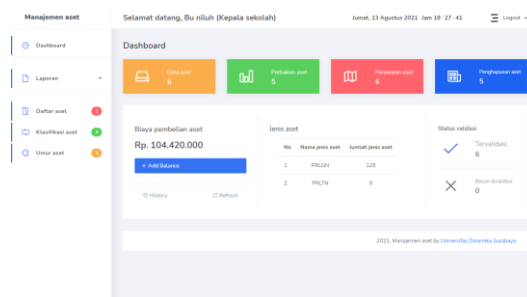 Manajemen aset
Selamat datang, Bu niluh (Kepala sekolah)
Jumat, 13 Agustus 2021 Jam 18 : 27 : 41
Logout
Dashboard
Laporan
Daftar aset
Klasifikasi aset
Umur aset
Dashboard
Data aset
6
Perbaikan aset
5
Perawatan aset
6
Penghapusan aset
5
Biaya pembelian aset
Rp. 104.420.000
+ Add Balance
History
Refresh
Jenis aset
No Nama jenis aset Jumlah jenis aset
1 PRLGN 125
2 PRLTN 9
Status validasi
Tervalidasi
6
Belum divalidasi
0
2021, Manajemen aset by Universitas Dinamika Surabaya